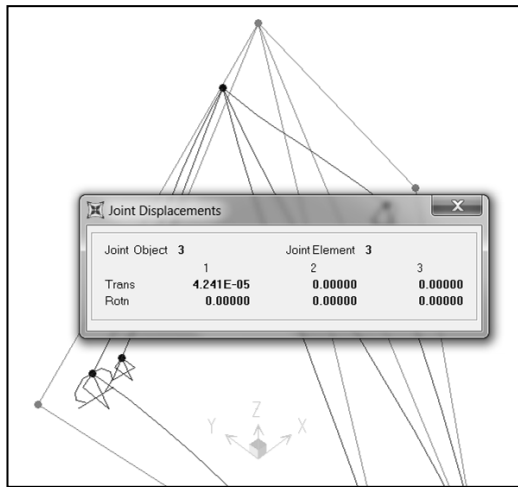 Joint Displacements
X
Joint Object 3 Joint Element 3
1 2 3
Trans 4.241E-05 0.00000 0.00000
Rotn 0.00000 0.00000 0.00000
Z
Y X